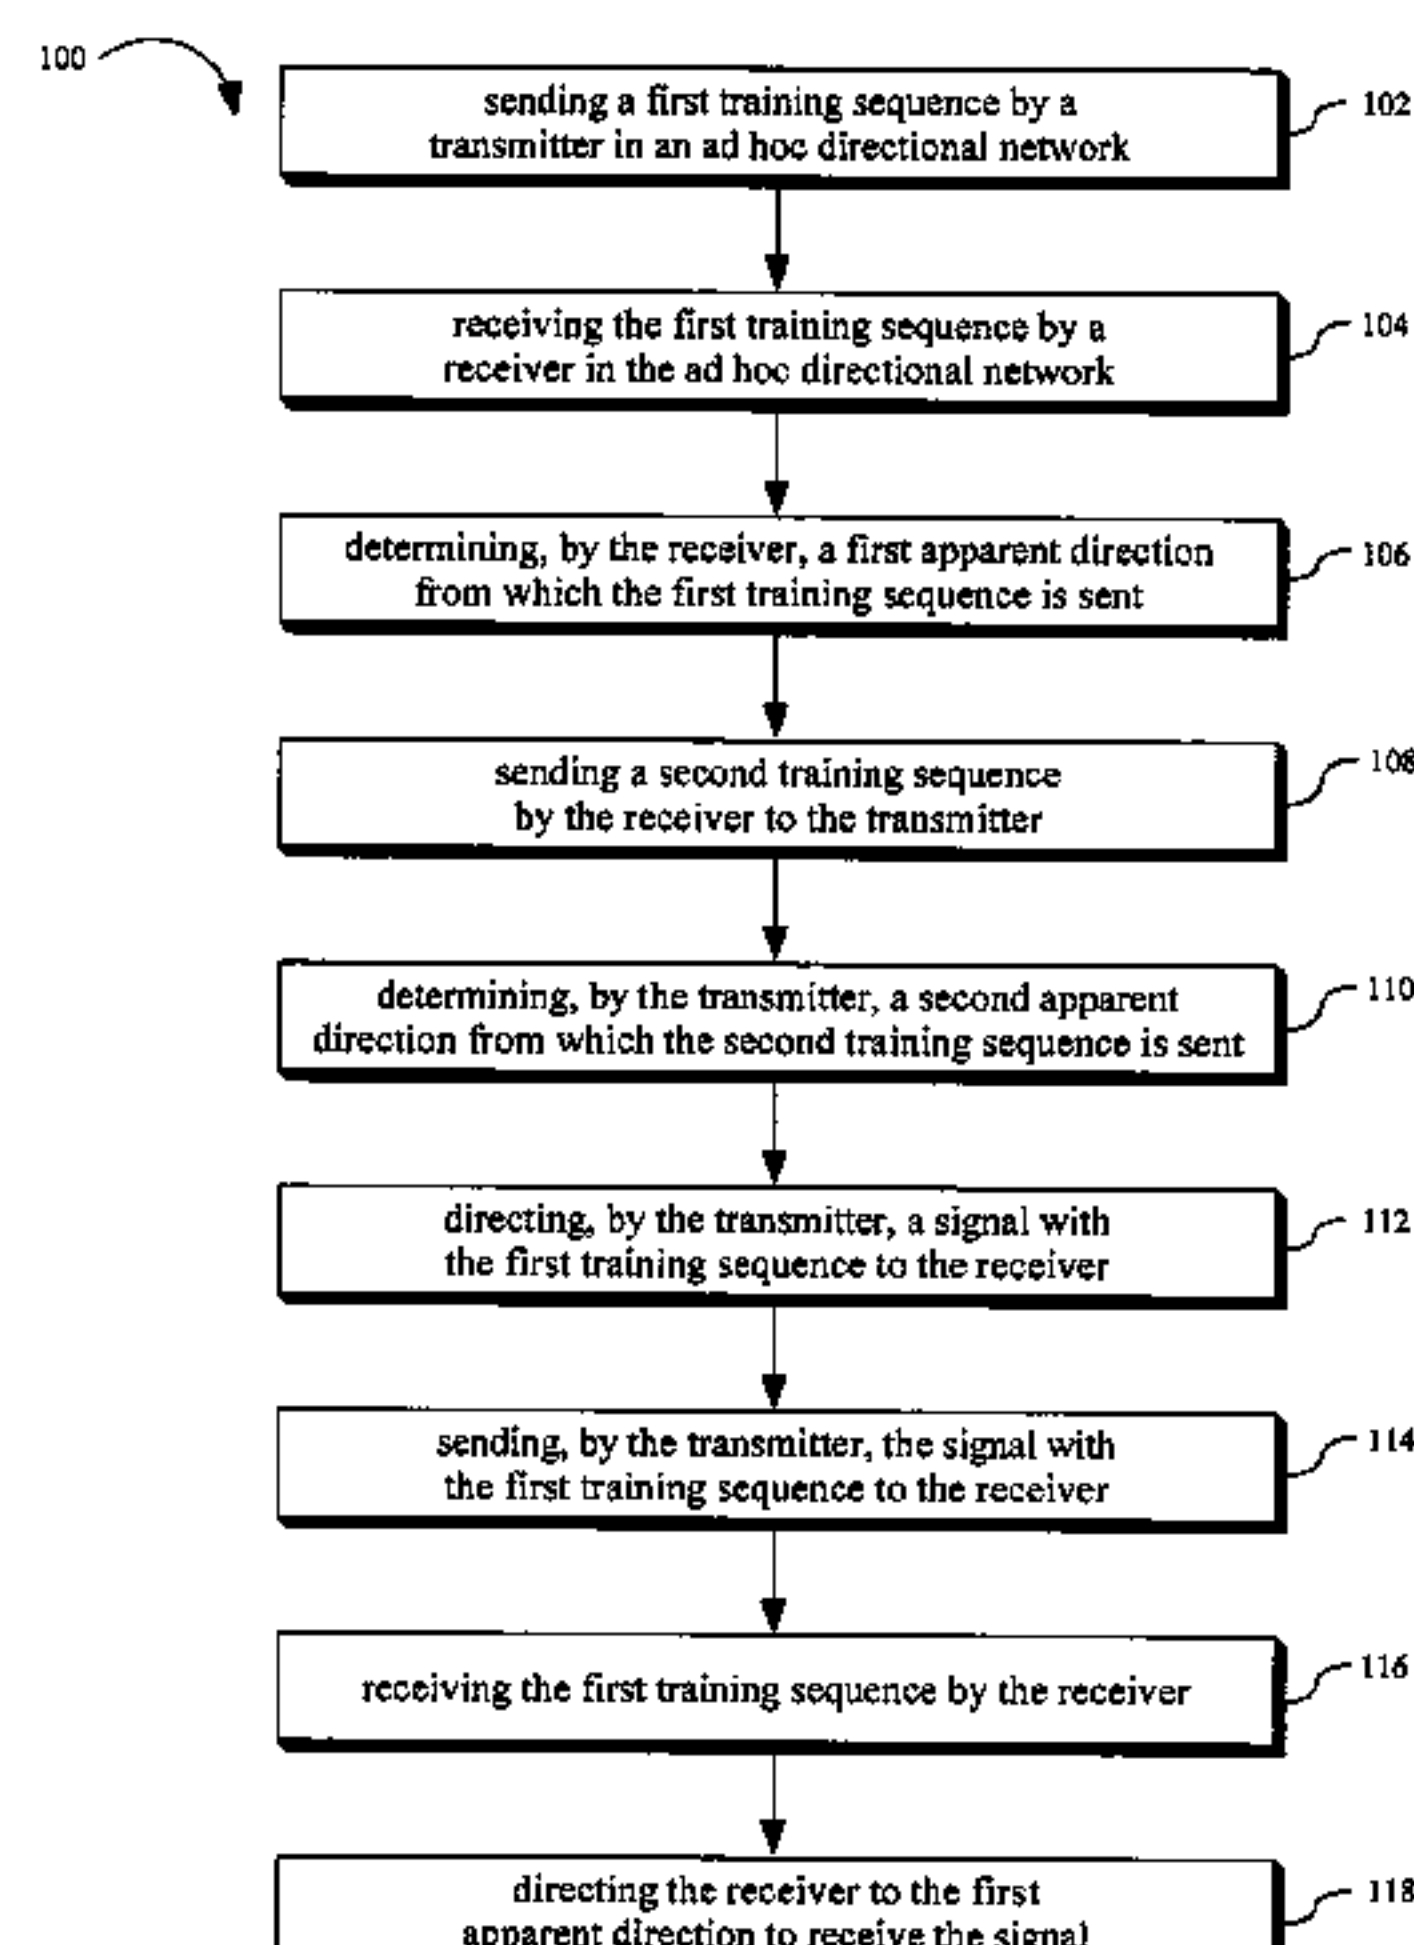 100
sending a first training sequence by a
transmitter in an ad hoc directional network
102
receiving the first training sequence by a
receiver in the ad hoc directional network
104
determining, by the receiver, a first apparent direction
from which the first training sequence is sent
106
sending a second training sequence
by the receiver to the transmitter
108
determining, by the transmitter, a second apparent
direction from which the second training sequence is sent
110
directing, by the transmitter, a signal with
the first training sequence to the receiver
112
sending, by the transmitter, the signal with
the first training sequence to the receiver
114
receiving the first training sequence by the receiver
116
directing the receiver to the first
apparent direction to receive the signal
118